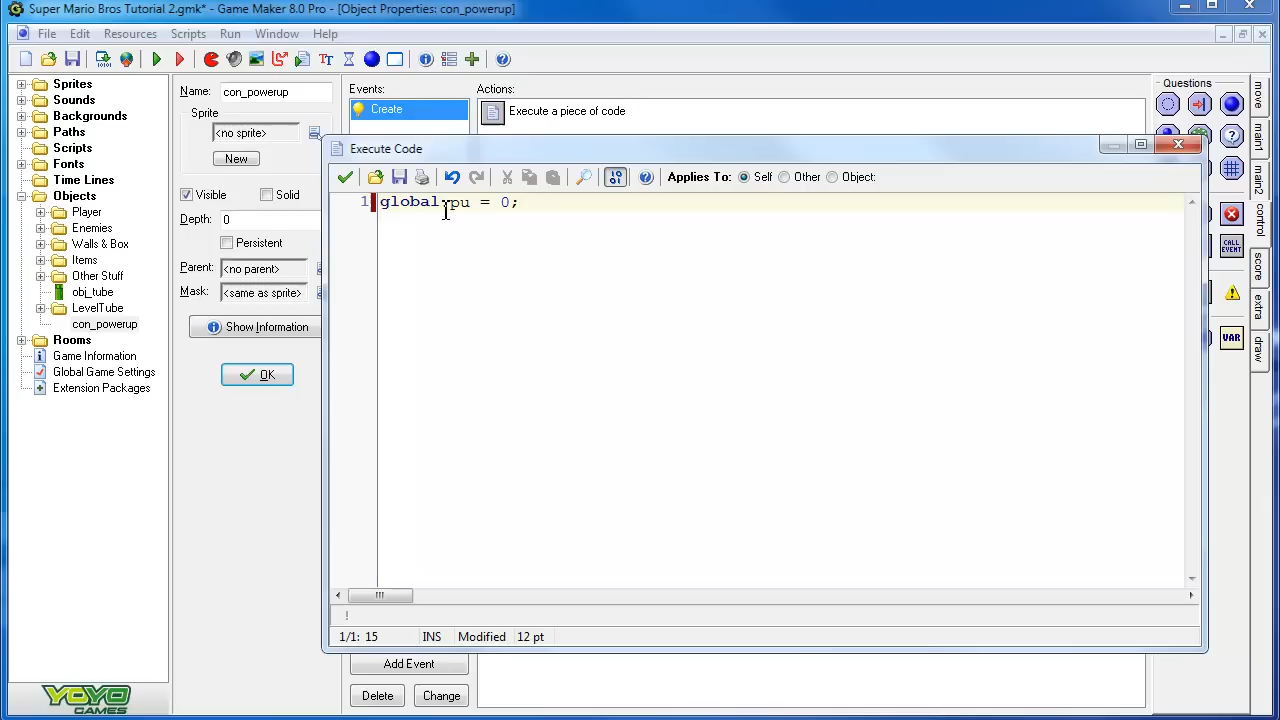 Super Mario Bros Tutorial 2.gmk* - Game Maker 8.0 Pro - [Object Properties: con_powerup]
File Edit Resources Scripts Run Window Help
Sprites
Sounds
Backgrounds
Paths
Scripts
Fonts
Time Lines
Objects
Player
Enemies
Walls & Box
Items
Other Stuff
obj_tube
LevelTube
con_powerup
Rooms
Game Information
Global Game Settings
Extension Packages
YOYO
GAMES
Name: con_powerup
Sprite
<no sprite>
New
Visible Solid
Depth: 0
Persistent
Parent: <no parent>
Mask: <same as sprite>
Show Information
OK
Events:
Create
Add Event
Delete Change
Actions:
Execute a piece of code
Execute Code
Applies To: Self Other Object:
1 global.pu = 0;
!
1/1: 15 INS Modified 12 pt
Questions
CALL
EVENT
VAR
move
main1
main2
control
score
extra
draw